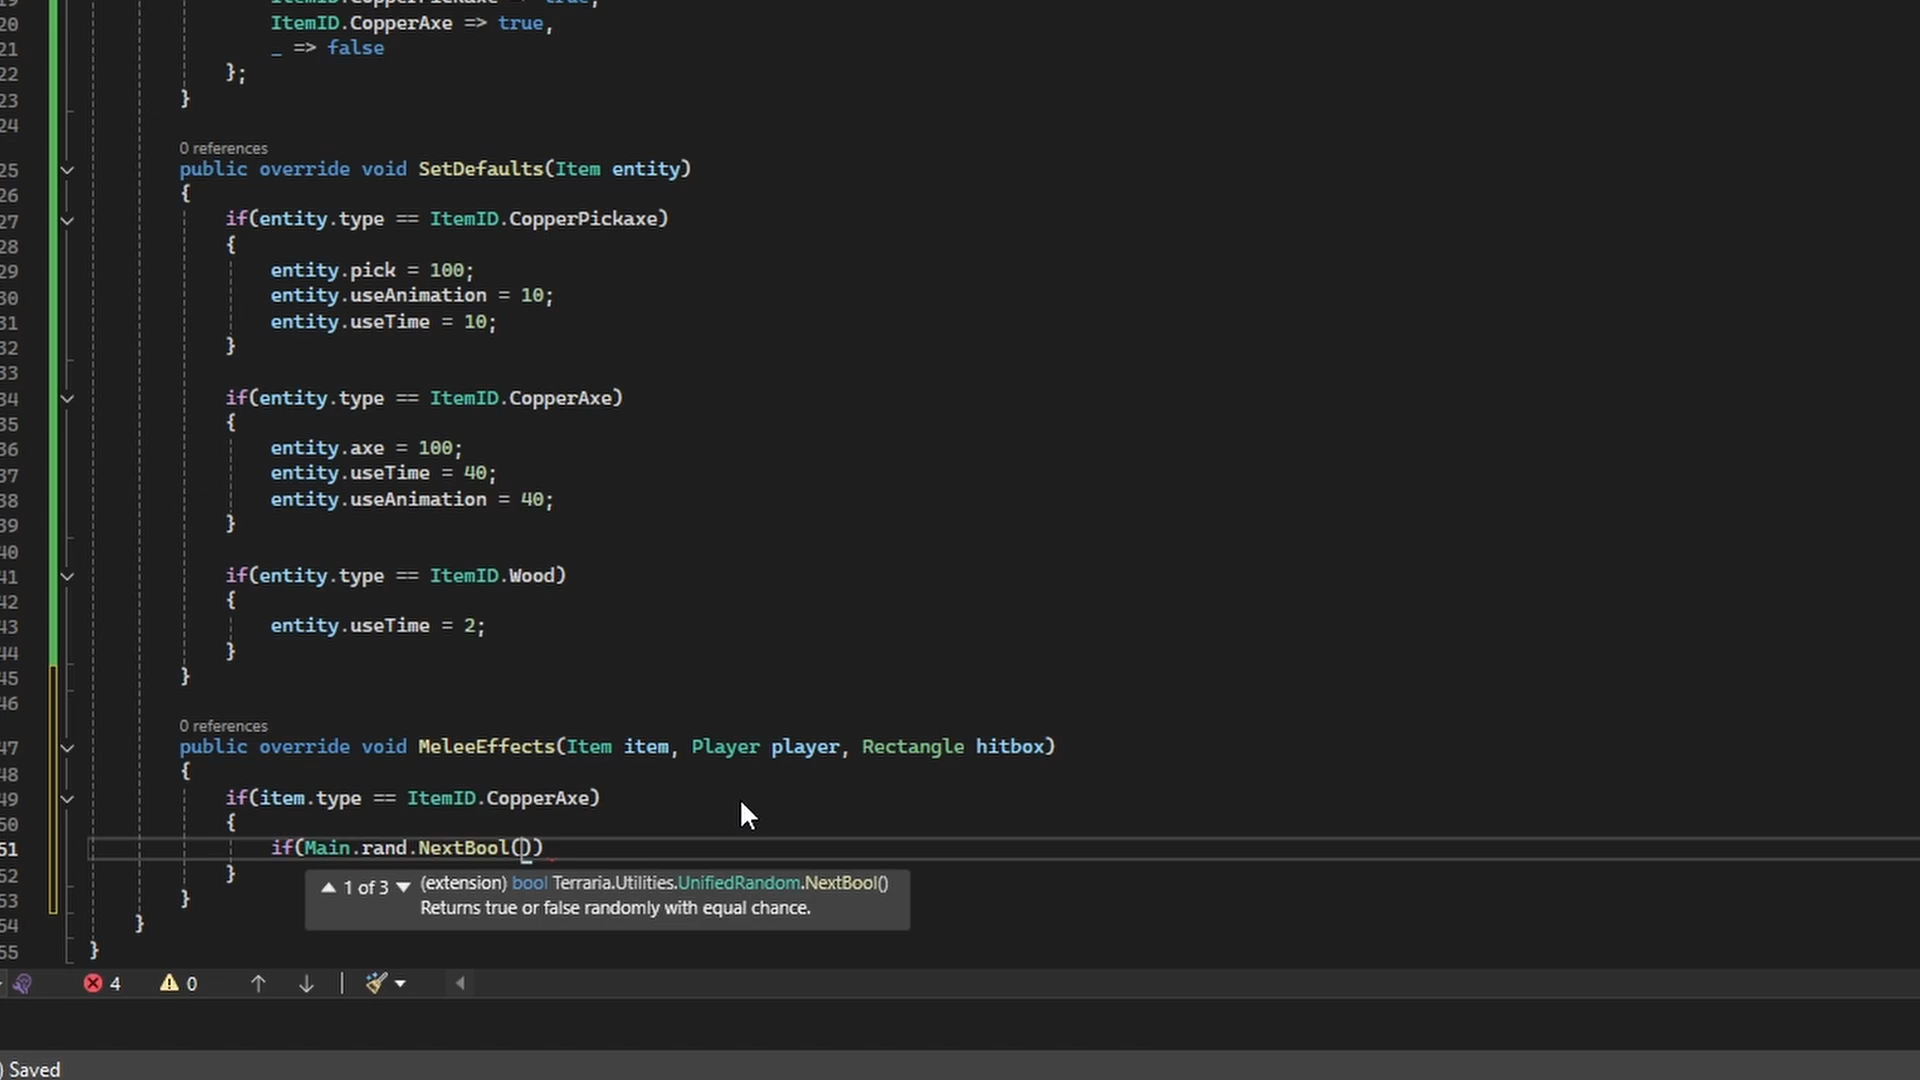 20 ItemID.CopperAxe => true,
21 _ => false
22 };
23 }
24
0 references
25 public override void SetDefaults(Item entity)
26 {
27 if(entity.type == ItemID.CopperPickaxe)
28 {
29 entity.pick = 100;
30 entity.useAnimation = 10;
31 entity.useTime = 10;
32 }
33
34 if(entity.type == ItemID.CopperAxe)
35 {
36 entity.axe = 100;
37 entity.useTime = 40;
38 entity.useAnimation = 40;
39 }
40
41 if(entity.type == ItemID.Wood)
42 {
43 entity.useTime = 2;
44 }
45 }
46
0 references
47 public override void MeleeEffects(Item item, Player player, Rectangle hitbox)
48 {
49 if(item.type == ItemID.CopperAxe)
50 {
51 if(Main.rand.NextBool())
52 }
▲ 1 of 3 ▼ (extension) bool Terraria.Utilities.UnifiedRandom.NextBool()
Returns true or false randomly with equal chance.
53 }
54 }
55 }
4 0
Saved